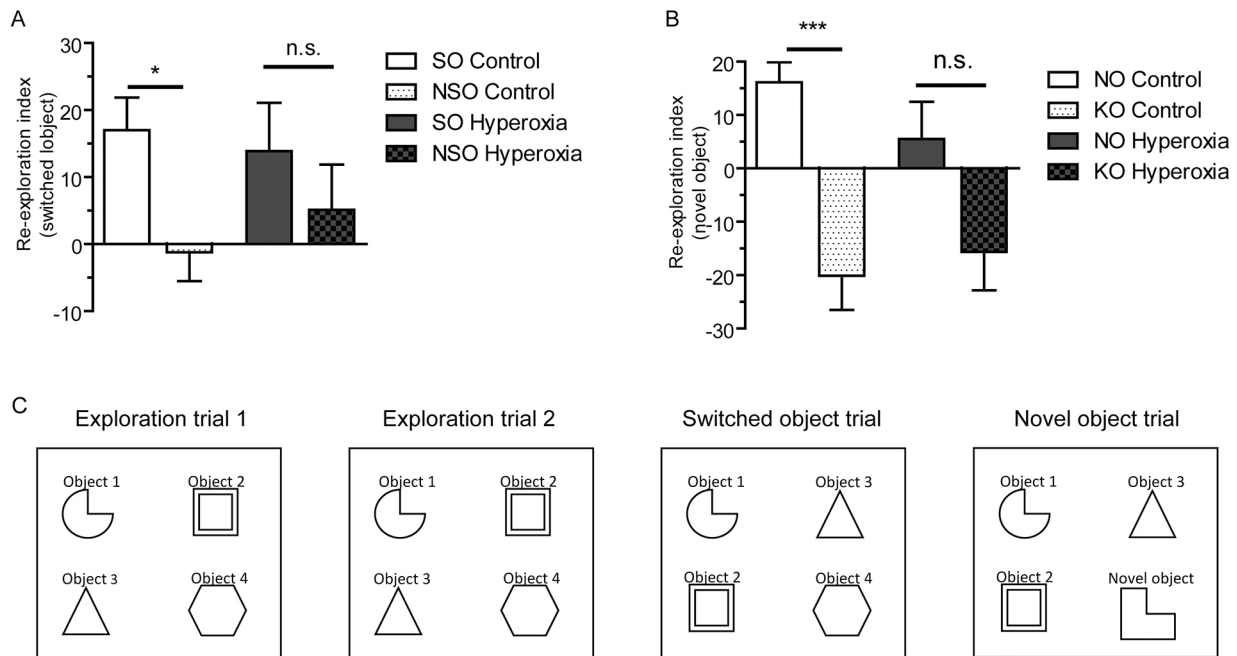 A
Re-exploration index
(switched lobject)
30
20
10
0
-10
*
n.s.
SO Control
NSO Control
SO Hyperoxia
NSO Hyperoxia
B
Re-exploration index
(novel object)
20
10
0
-10
-20
-30
***
n.s.
NO Control
KO Control
NO Hyperoxia
KO Hyperoxia
C
Exploration trial 1
Object 1
Object 2
Object 3
Object 4
Exploration trial 2
Object 1
Object 2
Object 3
Object 4
Switched object trial
Object 1
Object 3
Object 2
Object 4
Novel object trial
Object 1
Object 3
Object 2
Novel object